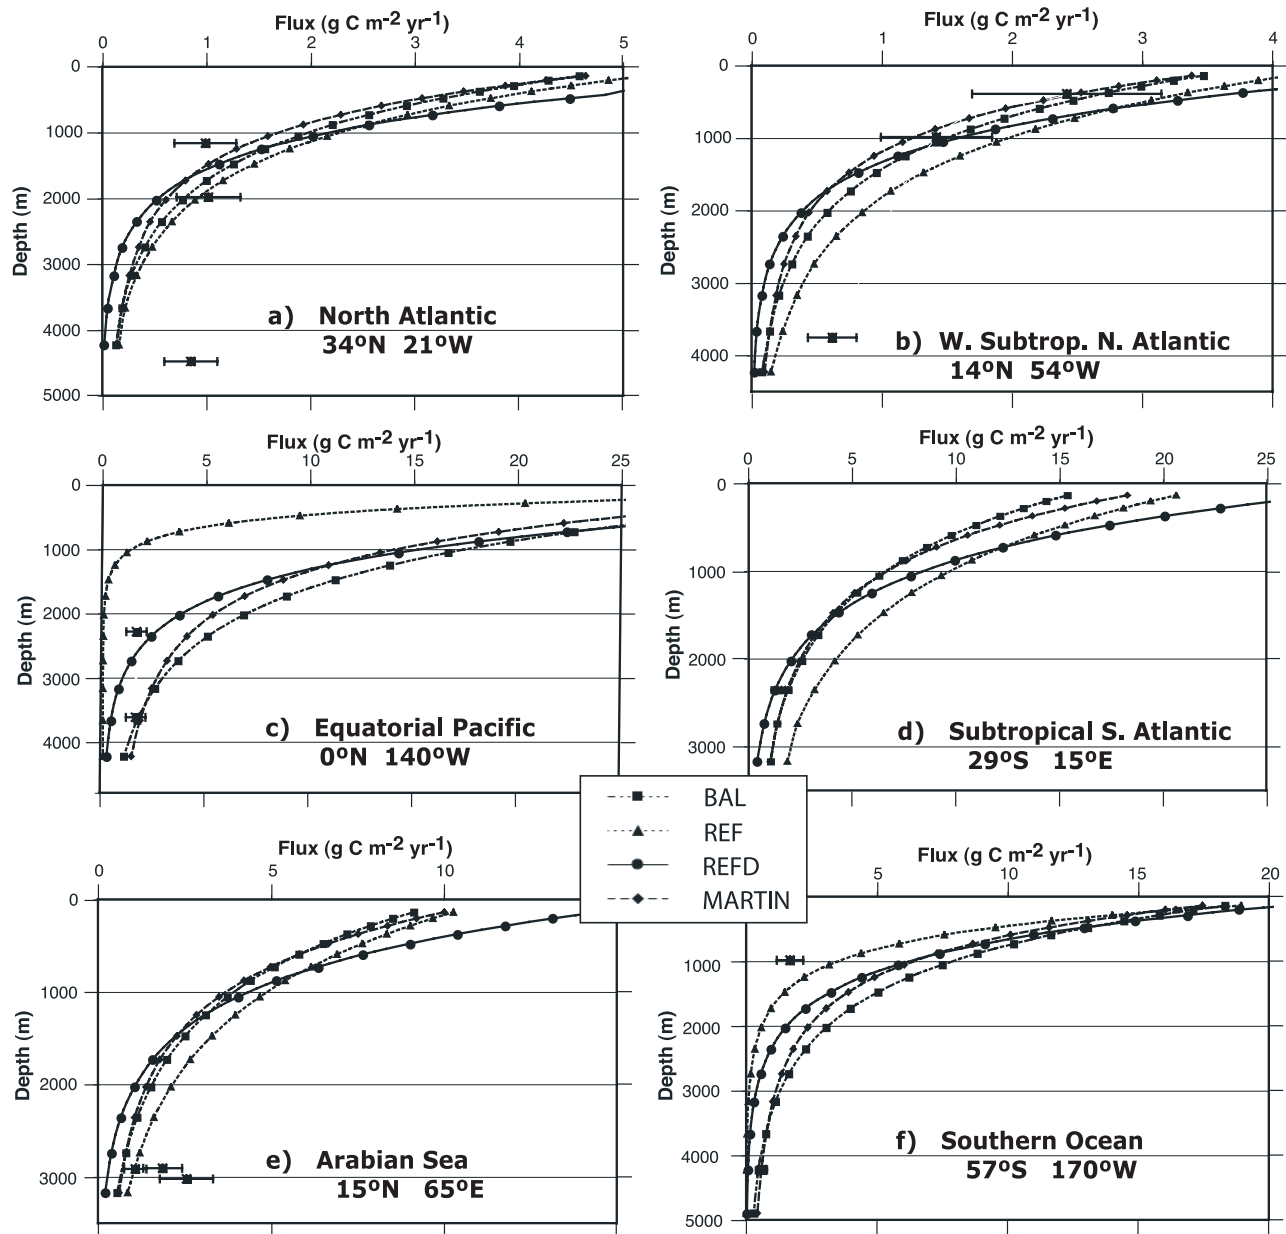 Flux (g C m-2 yr-1)
0 1 2 3 4 5
0
1000
2000
3000
4000
5000
Depth (m)
a) North Atlantic
34ºN 21ºW
Flux (g C m-2 yr-1)
0 1 2 3 4
0
1000
2000
3000
4000
Depth (m)
b) W. Subtrop. N. Atlantic
14ºN 54ºW
Flux (g C m-2 yr-1)
0 5 10 15 20 25
0
1000
2000
3000
4000
Depth (m)
c) Equatorial Pacific
0ºN 140ºW
Flux (g C m-2 yr-1)
0 5 10 15 20 25
0
1000
2000
3000
Depth (m)
d) Subtropical S. Atlantic
29ºS 15ºE
BAL
REF
REFD
MARTIN
Flux (g C m-2 yr-1)
0 5 10
0
1000
2000
3000
Depth (m)
e) Arabian Sea
15ºN 65ºE
Flux (g C m-2 yr-1)
5 10 15 20
0
1000
2000
3000
4000
5000
Depth (m)
f) Southern Ocean
57ºS 170ºW